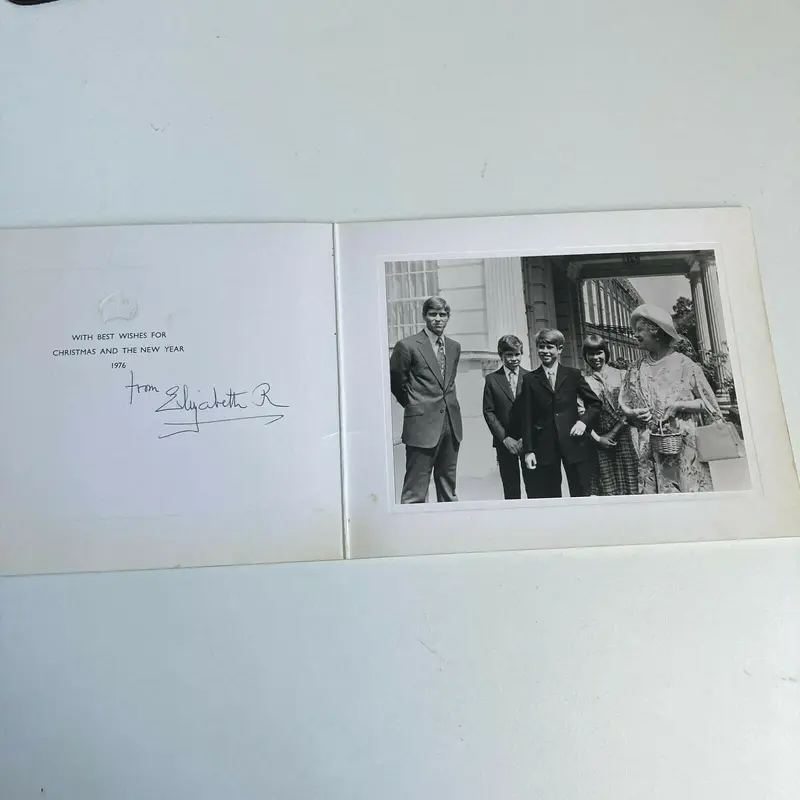 WITH BEST WISHES FOR
CHRISTMAS AND THE NEW YEAR
1976
from
Elizabeth R